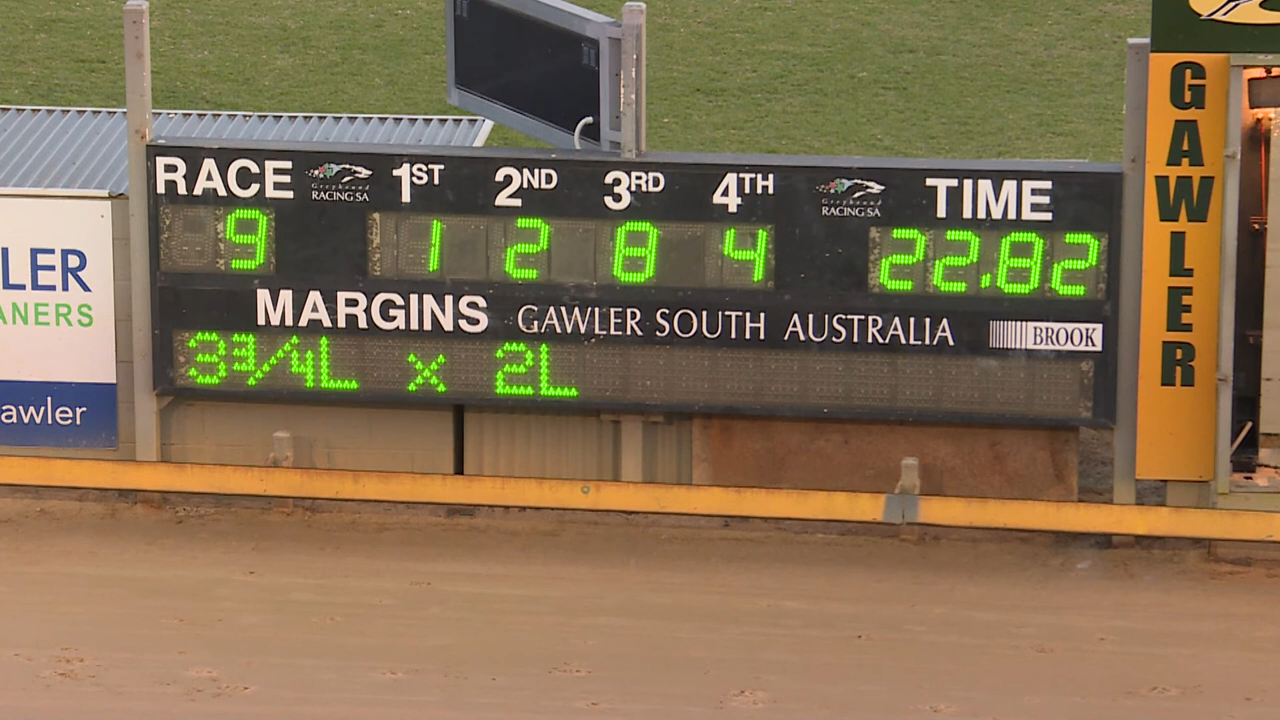 RACE Greyhound RACING SA 1ST 2ND 3RD 4TH Greyhound RACING SA TIME
9 1 2 8 4 22.82
MARGINS GAWLER SOUTH AUSTRALIA BROOK
3 3/4L x 2L
GAWLER
LER
ANERS
awler